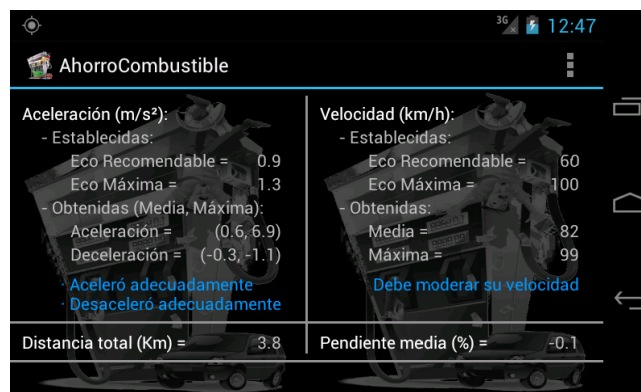 3G 12:47
AhorroCombustible
Aceleración (m/s²):
- Establecidas:
Eco Recomendable = 0.9
Eco Máxima = 1.3
- Obtenidas (Media, Máxima):
Aceleración = (0.6, 6.9)
Deceleración = (-0.3, -1.1)
· Aceleró adecuadamente
· Desaceleró adecuadamente
Velocidad (km/h):
- Establecidas:
Eco Recomendable = 60
Eco Máxima = 100
- Obtenidas:
Media = 82
Máxima = 99
Debe moderar su velocidad
Distancia total (Km) = 3.8
Pendiente media (%) = -0.1